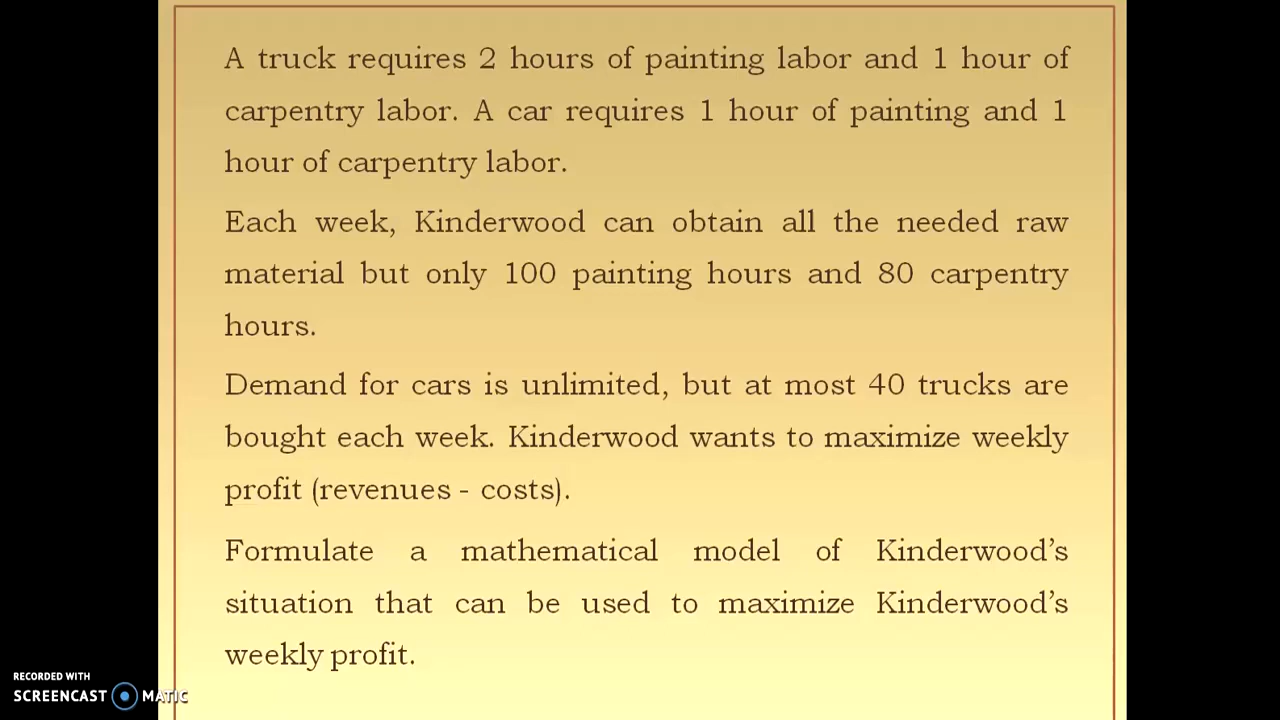 A truck requires 2 hours of painting labor and 1 hour of
carpentry labor. A car requires 1 hour of painting and 1
hour of carpentry labor.
Each week, Kinderwood can obtain all the needed raw
material but only 100 painting hours and 80 carpentry
hours.
Demand for cars is unlimited, but at most 40 trucks are
bought each week. Kinderwood wants to maximize weekly
profit (revenues - costs).
Formulate a mathematical model of Kinderwood's
situation that can be used to maximize Kinderwood's
weekly profit.
RECORDED WITH
SCREENCAST MATIC